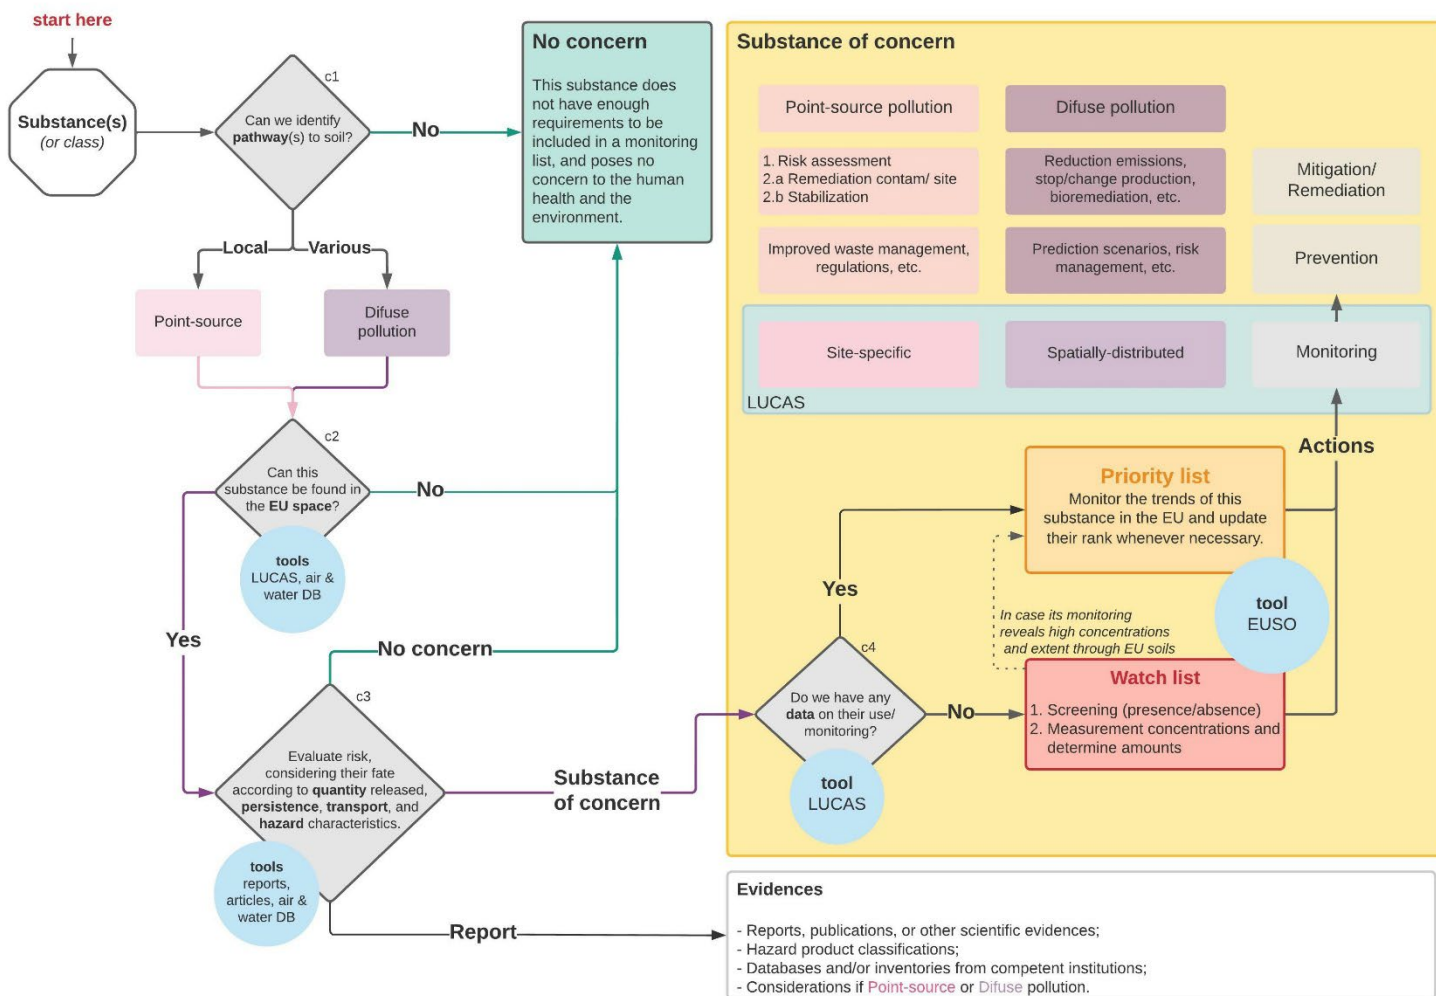 start here
Substance(s)
(or class)
c1
Can we identify
pathway(s) to soil?
No
No concern
This substance does
not have enough
requirements to be
included in a monitoring
list, and poses no
concern to the human
health and the
environment.
Local
Various
Point-source
Difuse
pollution
c2
Can this
substance be found in
the EU space?
No
tools
LUCAS, air &
water DB
Yes
No concern
c3
Evaluate risk,
considering their fate
according to quantity released,
persistence, transport, and
hazard characteristics.
tools
reports,
articles, air &
water DB
Substance
of concern
Report
Substance of concern
Point-source pollution
Difuse pollution
1. Risk assessment
2.a Remediation contam/ site
2.b Stabilization
Reduction emissions,
stop/change production,
bioremediation, etc.
Mitigation/
Remediation
Improved waste management,
regulations, etc.
Prediction scenarios, risk
management, etc.
Prevention
Site-specific
Spatially-distributed
Monitoring
LUCAS
Actions
Priority list
Monitor the trends of this
substance in the EU and update
their rank whenever necessary.
tool
EUSO
Yes
In case its monitoring
reveals high concentrations
and extent through EU soils
c4
Do we have any
data on their use/
monitoring?
No
tool
LUCAS
Watch list
1. Screening (presence/absence)
2. Measurement concentrations and
determine amounts
Evidences
- Reports, publications, or other scientific evidences;
- Hazard product classifications;
- Databases and/or inventories from competent institutions;
- Considerations if Point-source or Difuse pollution.